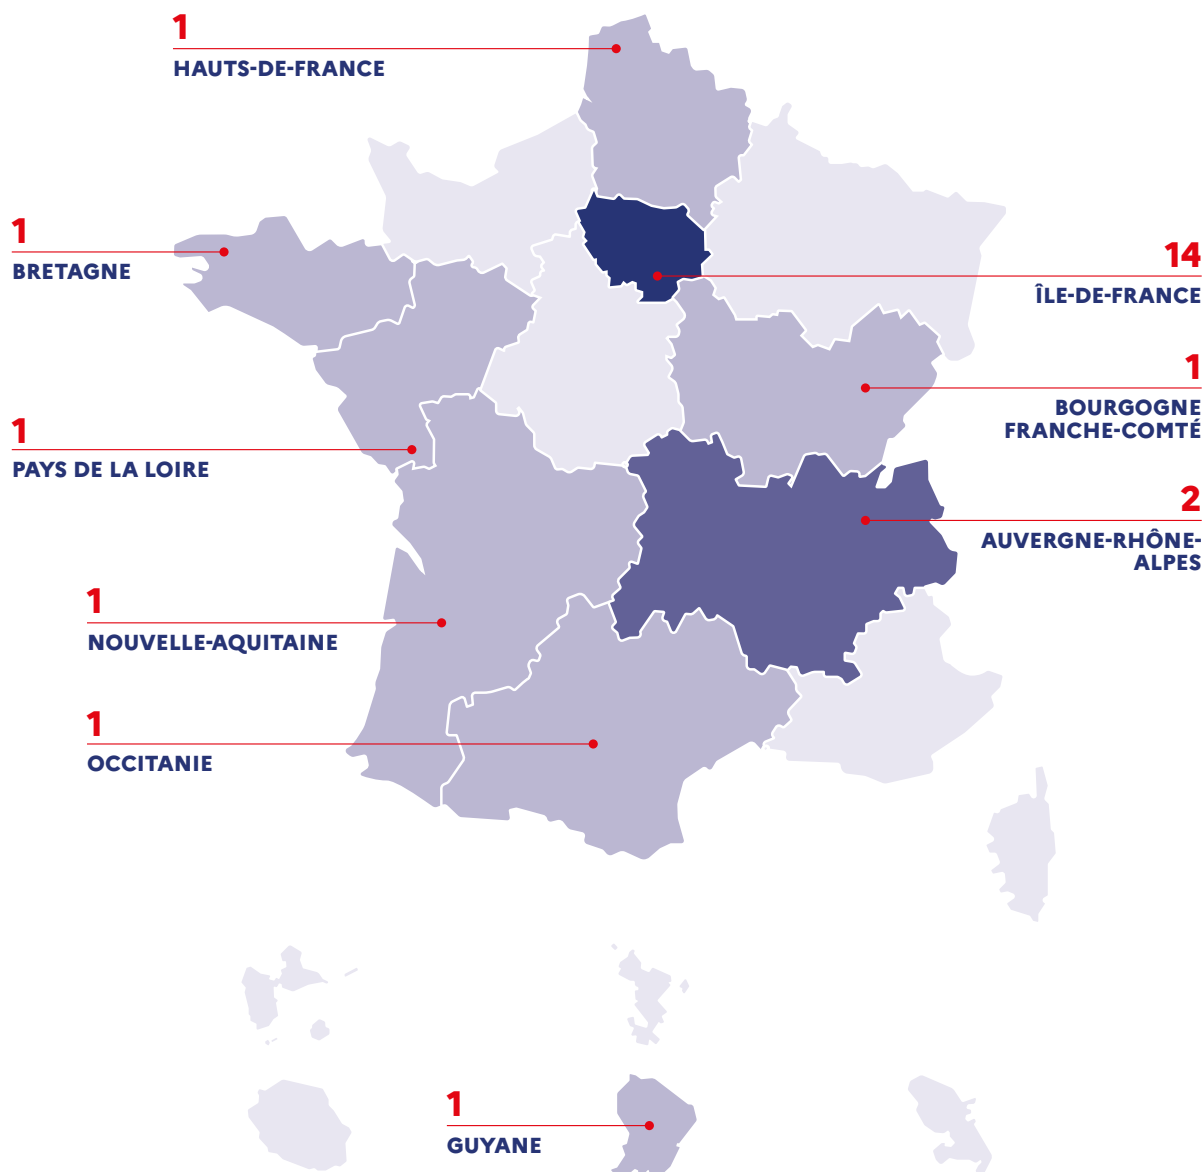 1
HAUTS-DE-FRANCE
1
BRETAGNE
14
ÎLE-DE-FRANCE
1
BOURGOGNE
FRANCHE-COMTÉ
1
PAYS DE LA LOIRE
2
AUVERGNE-RHÔNE-
ALPES
1
NOUVELLE-AQUITAINE
1
OCCITANIE
1
GUYANE